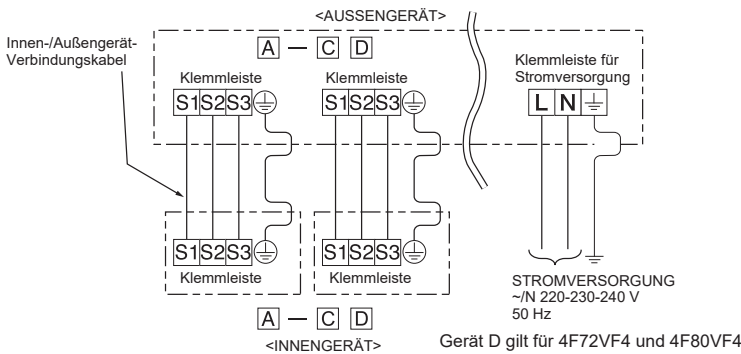 <AUSSENGERÄT>
Innen-/Außengerät-
Verbindungskabel
A — C D
Klemmleiste
Klemmleiste
Klemmleiste für
Stromversorgung
S1 S2 S3
S1 S2 S3
L N
S1 S2 S3
S1 S2 S3
Klemmleiste
Klemmleiste
STROMVERSORGUNG
~/N 220-230-240 V
50 Hz
A — C D
<INNENGERÄT>
Gerät D gilt für 4F72VF4 und 4F80VF4